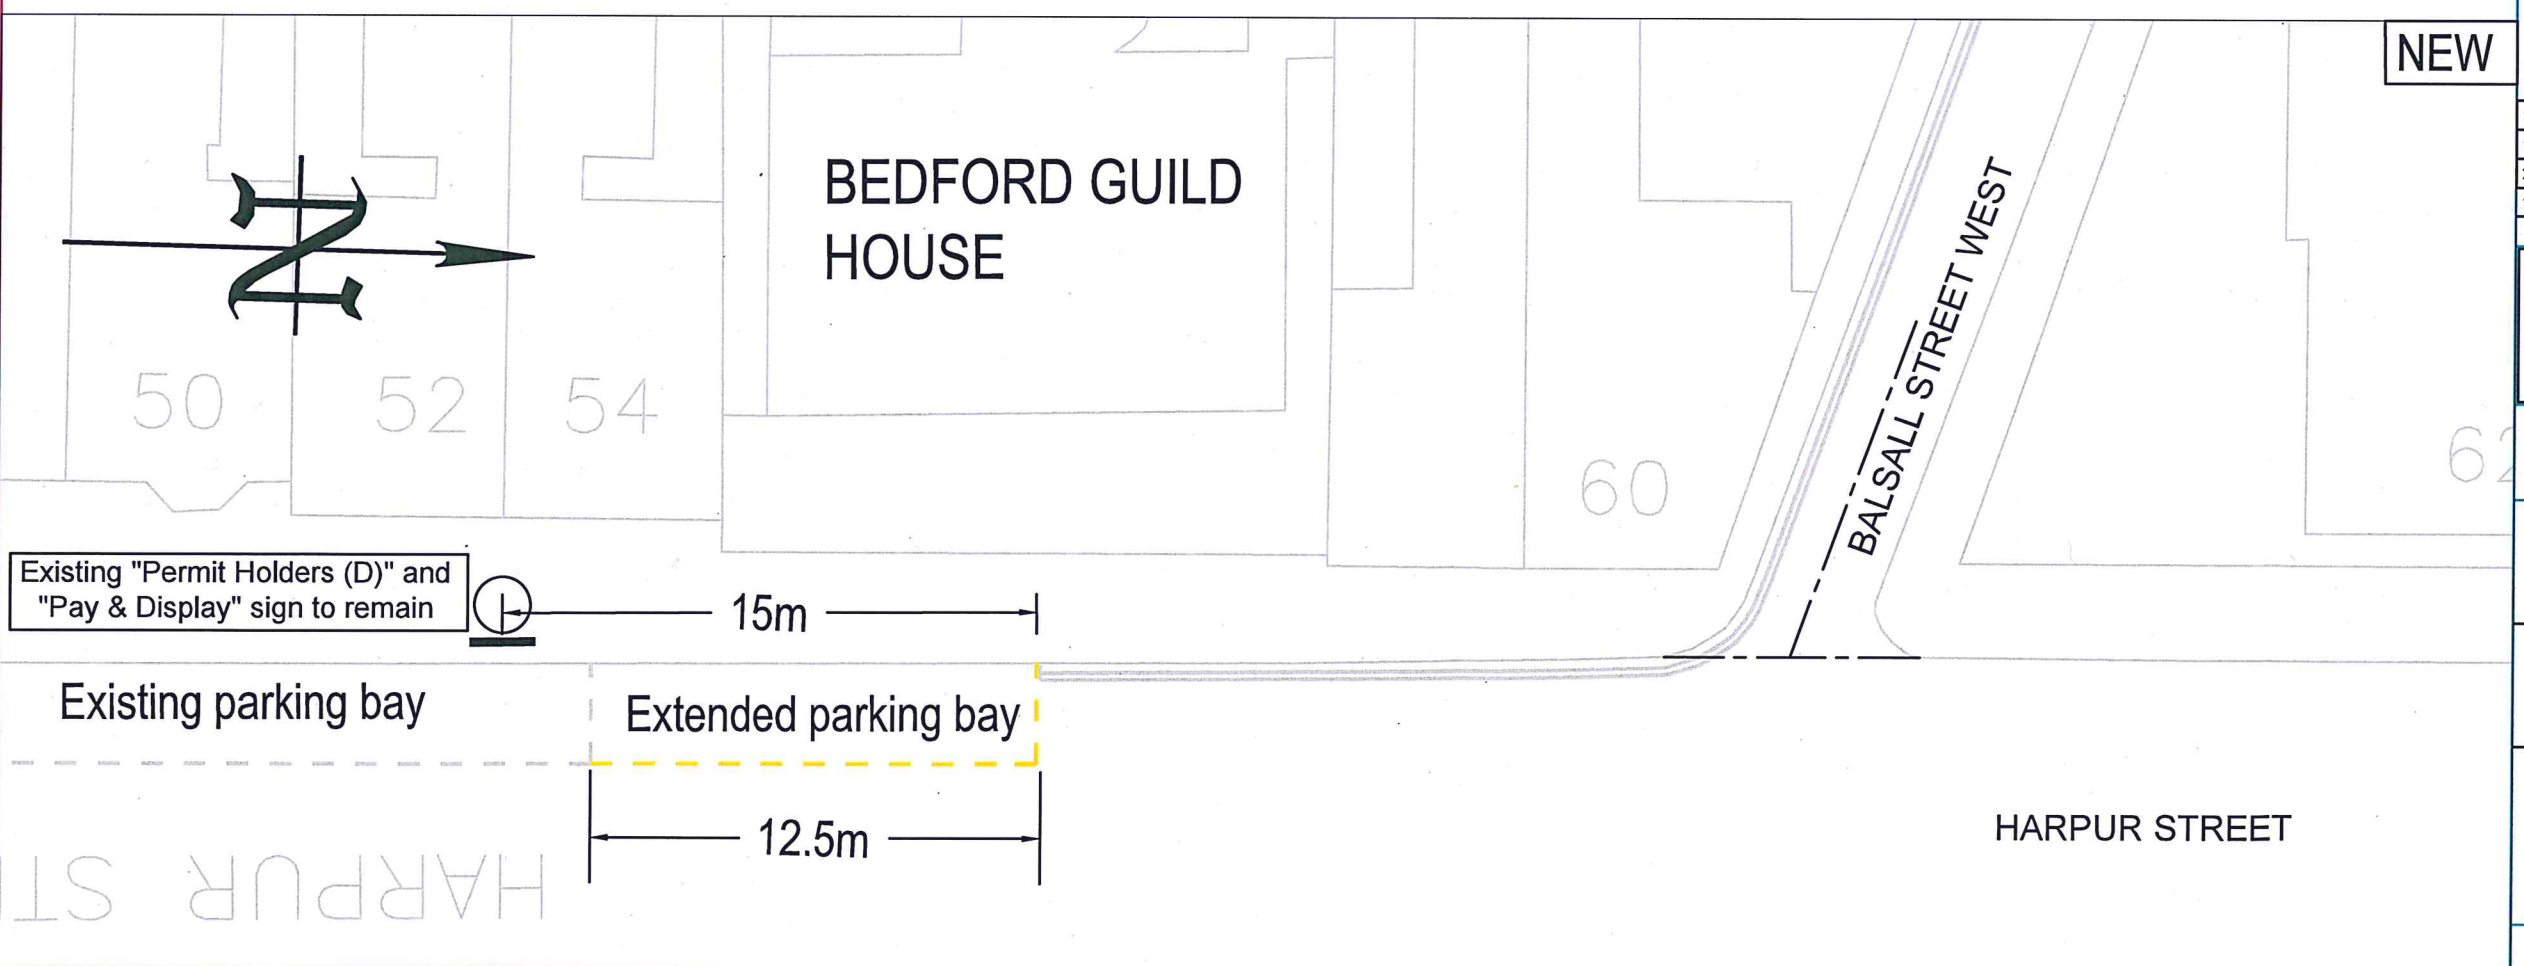 NEW
BEDFORD GUILD
HOUSE
N
BALSALL STREET WEST
50
52
54
60
62
Existing "Permit Holders (D)" and
"Pay & Display" sign to remain
15m
Existing parking bay
Extended parking bay
12.5m
HARPUR STREET
HARPUR ST